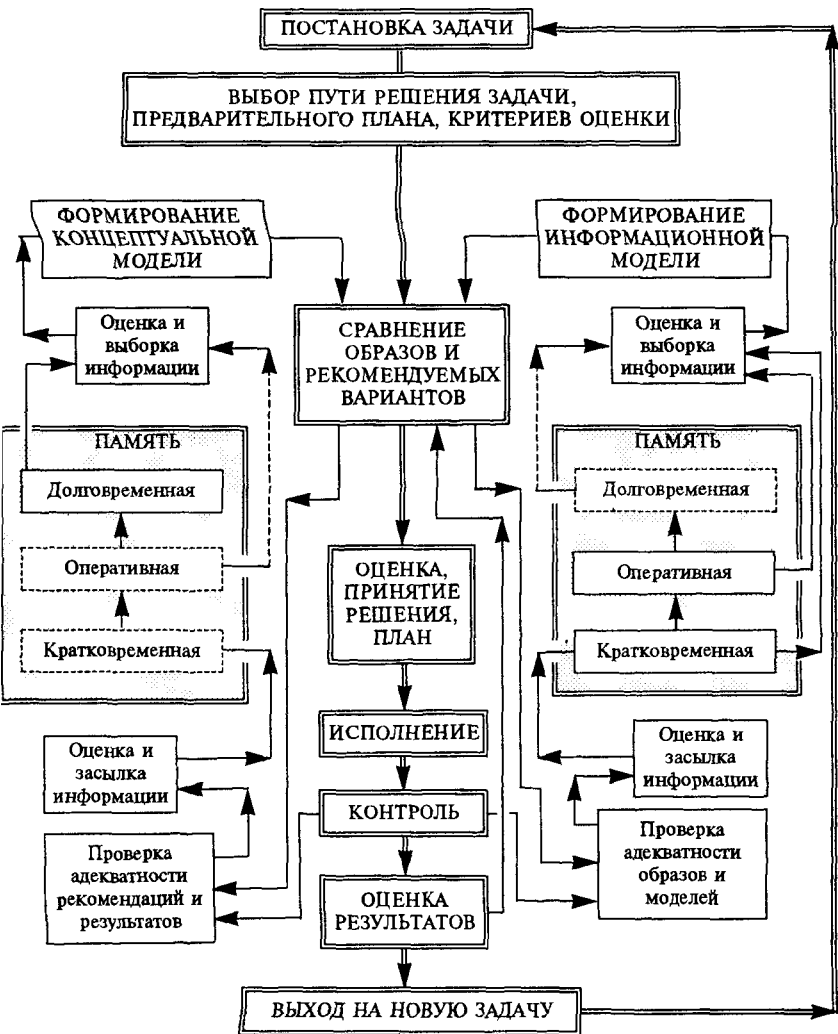 ПОСТАНОВКА ЗАДАЧИ
ВЫБОР ПУТИ РЕШЕНИЯ ЗАДАЧИ,
ПРЕДВАРИТЕЛЬНОГО ПЛАНА, КРИТЕРИЕВ ОЦЕНКИ
ФОРМИРОВАНИЕ
КОНЦЕПТУАЛЬНОЙ
МОДЕЛИ
ФОРМИРОВАНИЕ
ИНФОРМАЦИОННОЙ
МОДЕЛИ
Оценка и
выборка
информации
СРАВНЕНИЕ
ОБРАЗОВ И
РЕКОМЕНДУЕМЫХ
ВАРИАНТОВ
Оценка и
выборка
информации
ПАМЯТЬ
Долговременная
Оперативная
Кратковременная
ПАМЯТЬ
Долговременная
Оперативная
Кратковременная
ОЦЕНКА,
ПРИНЯТИЕ
РЕШЕНИЯ,
ПЛАН
ИСПОЛНЕНИЕ
Оценка и
засылка
информации
Оценка и
засылка
информации
КОНТРОЛЬ
Проверка
адекватности
рекомендаций и
результатов
Проверка
адекватности
образов и
моделей
ОЦЕНКА
РЕЗУЛЬТАТОВ
ВЫХОД НА НОВУЮ ЗАДАЧУ